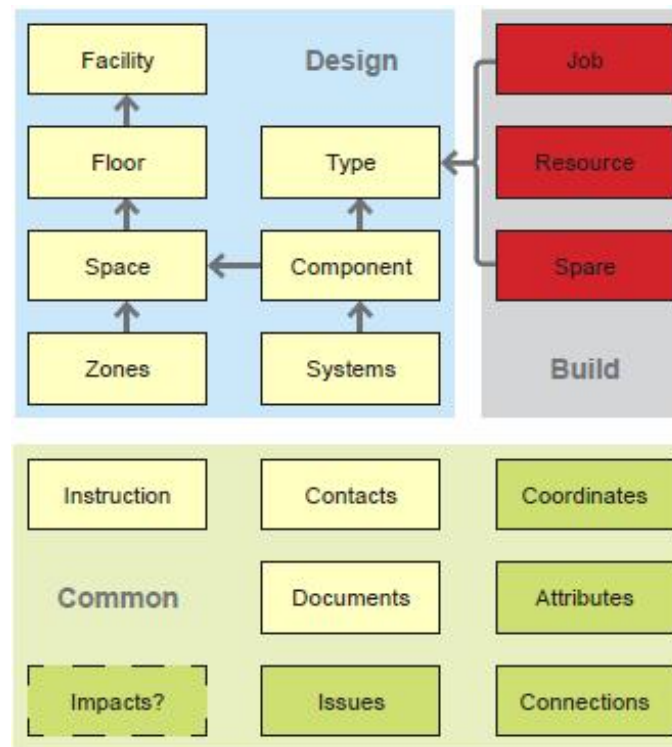 Facility
Design
Job
Floor
Type
Resource
Space
Component
Spare
Zones
Systems
Build
Instruction
Contacts
Coordinates
Common
Documents
Attributes
Impacts?
Issues
Connections